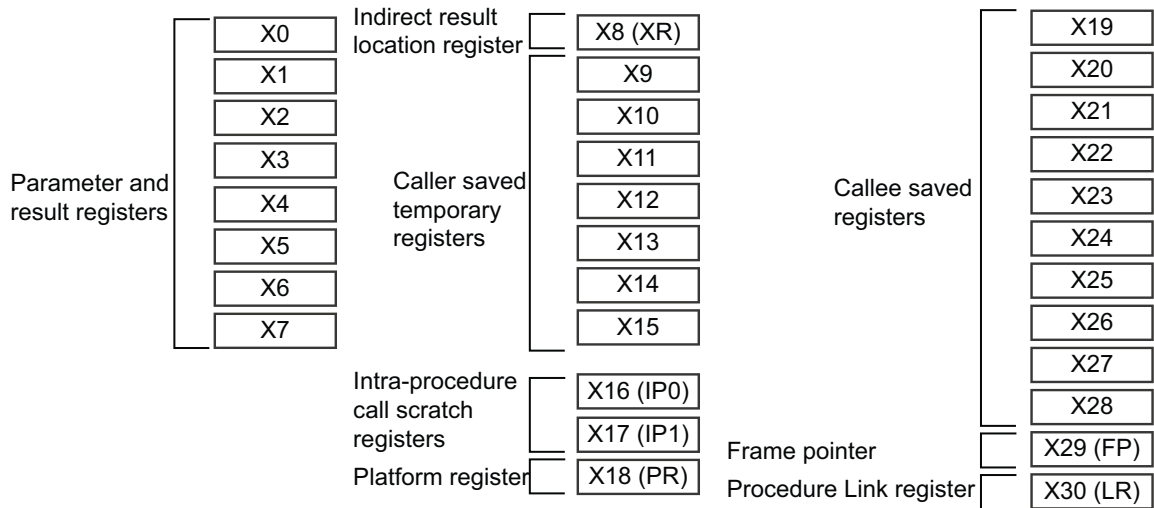 Parameter and
result registers
X0
X1
X2
X3
X4
X5
X6
X7
Indirect result
location register
X8 (XR)
Caller saved
temporary
registers
X9
X10
X11
X12
X13
X14
X15
Intra-procedure
call scratch
registers
X16 (IP0)
X17 (IP1)
Platform register
X18 (PR)
Callee saved
registers
X19
X20
X21
X22
X23
X24
X25
X26
X27
X28
Frame pointer
X29 (FP)
Procedure Link register
X30 (LR)